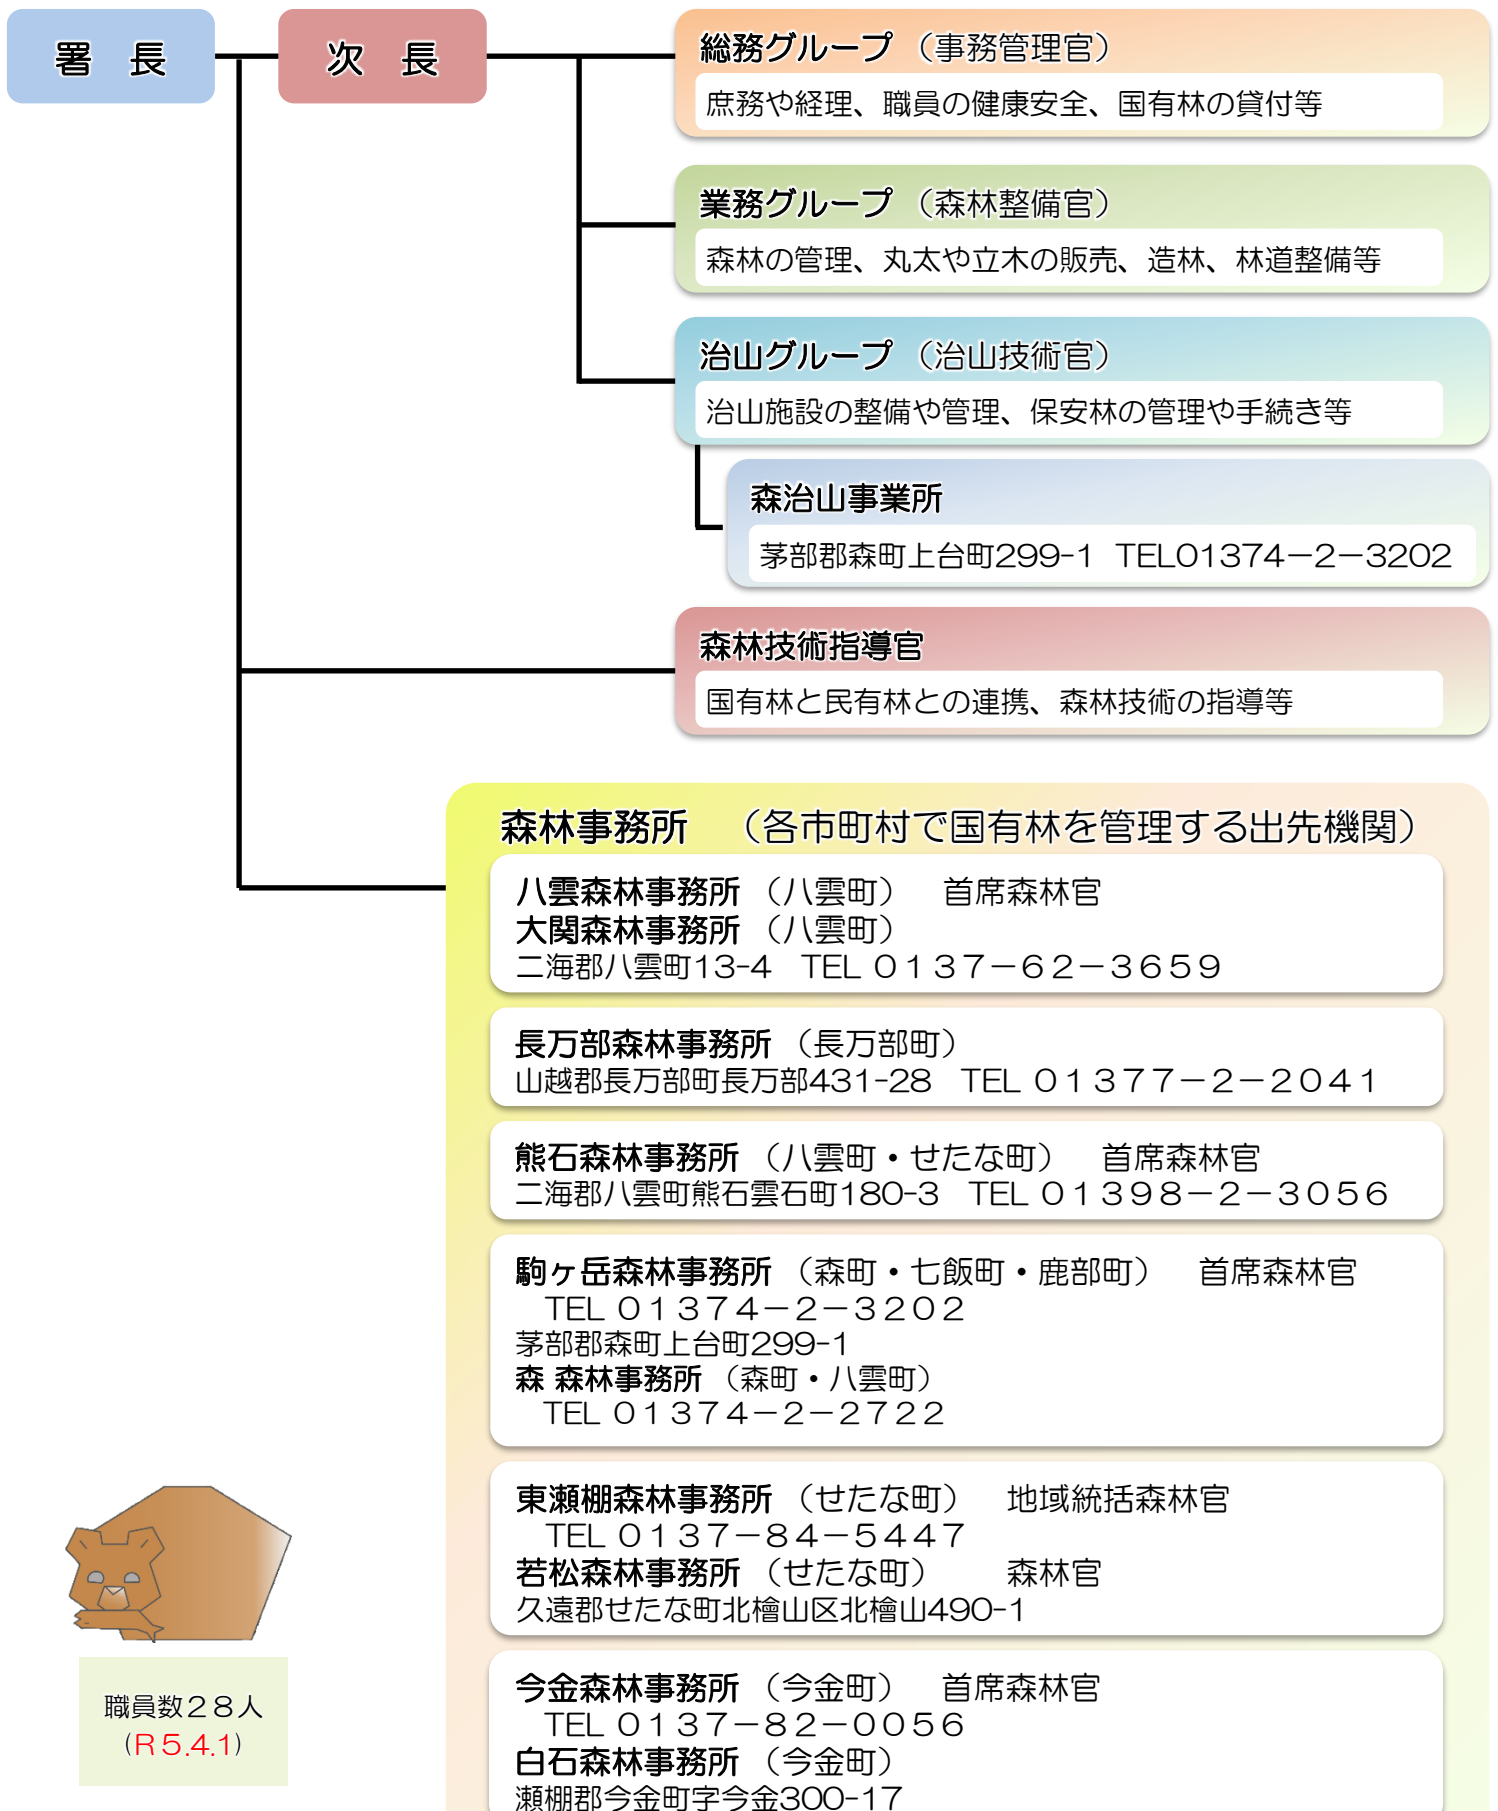 署　長
次　長
総務グループ（事務管理官）
庶務や経理、職員の健康安全、国有林の貸付等
業務グループ（森林整備官）
森林の管理、丸太や立木の販売、造林、林道整備等
治山グループ（治山技術官）
治山施設の整備や管理、保安林の管理や手続き等
森治山事業所
茅部郡森町上台町299-1　TEL01374－2－3202
森林技術指導官
国有林と民有林との連携、森林技術の指導等
森林事務所　（各市町村で国有林を管理する出先機関）
八雲森林事務所（八雲町）　首席森林官
大関森林事務所（八雲町）
二海郡八雲町13-4　TEL ０１３７－６２－３６５９
長万部森林事務所（長万部町）
山越郡長万部町長万部431-28　TEL ０１３７７－２－２０４１
熊石森林事務所（八雲町・せたな町）　首席森林官
二海郡八雲町熊石雲石町180-3　TEL ０１３９８－２－３０５６
駒ヶ岳森林事務所（森町・七飯町・鹿部町）　首席森林官
TEL ０１３７４－２－３２０２
茅部郡森町上台町299-1
森 森林事務所（森町・八雲町）
TEL ０１３７４－２－２７２２
東瀬棚森林事務所（せたな町）　地域統括森林官
TEL ０１３７－８４－５４４７
若松森林事務所（せたな町）　　森林官
久遠郡せたな町北檜山区北檜山490-1
今金森林事務所（今金町）　首席森林官
TEL ０１３７－８２－００５６
白石森林事務所（今金町）
瀬棚郡今金町字今金300-17
職員数２８人
（Ｒ５.４.１）